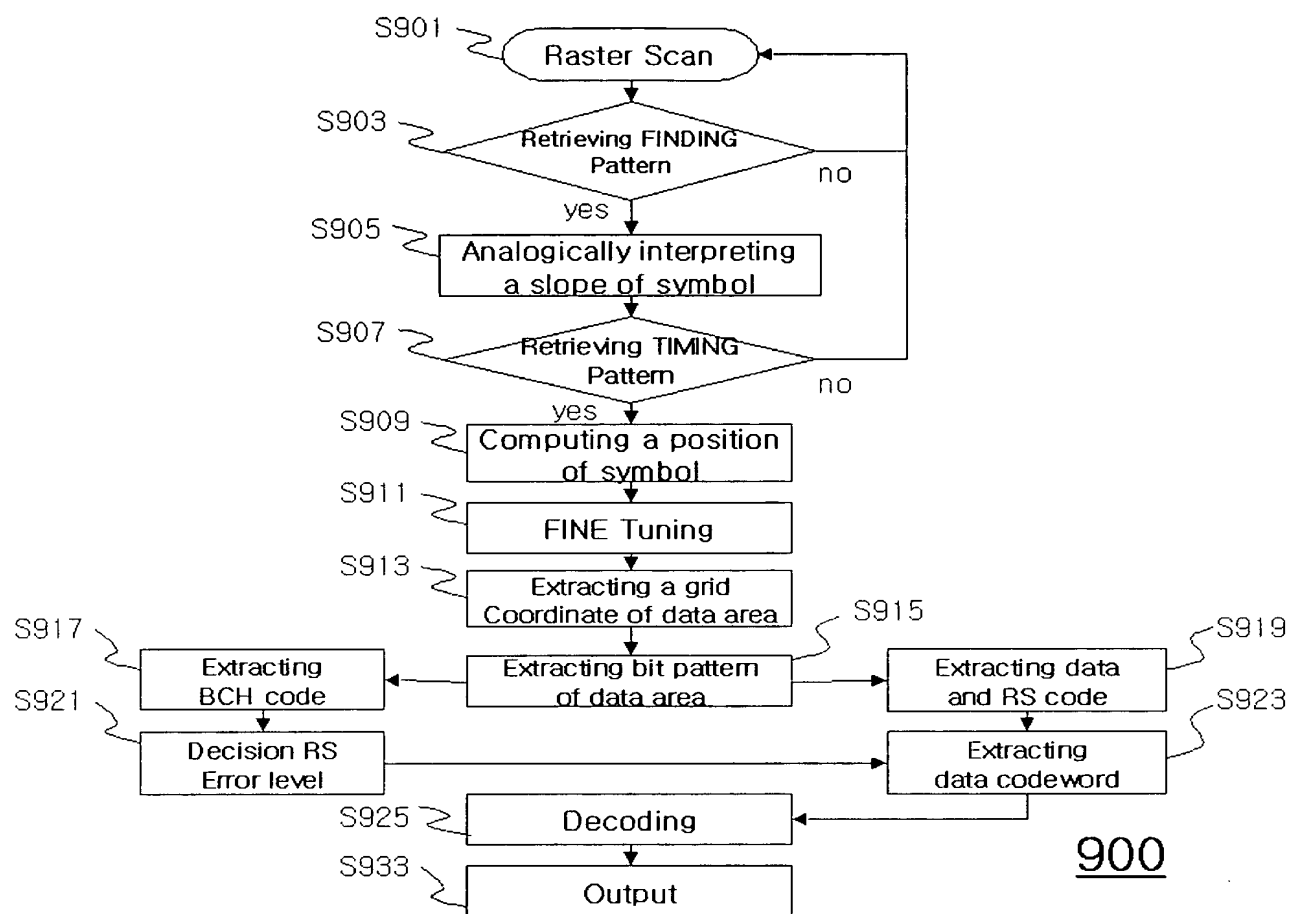 S901
Raster Scan
S903
Retrieving FINDING
Pattern
no
yes
S905
Analogically interpreting
a slope of symbol
S907
Retrieving TIMING
Pattern
no
yes
S909
Computing a position
of symbol
S911
FINE Tuning
S913
Extracting a grid
Coordinate of data area
S915
S917
S919
Extracting
BCH code
Extracting bit pattern
of data area
Extracting data
and RS code
S921
S923
Decision RS
Error level
Extracting
data codeword
S925
Decoding
900
S933
Output